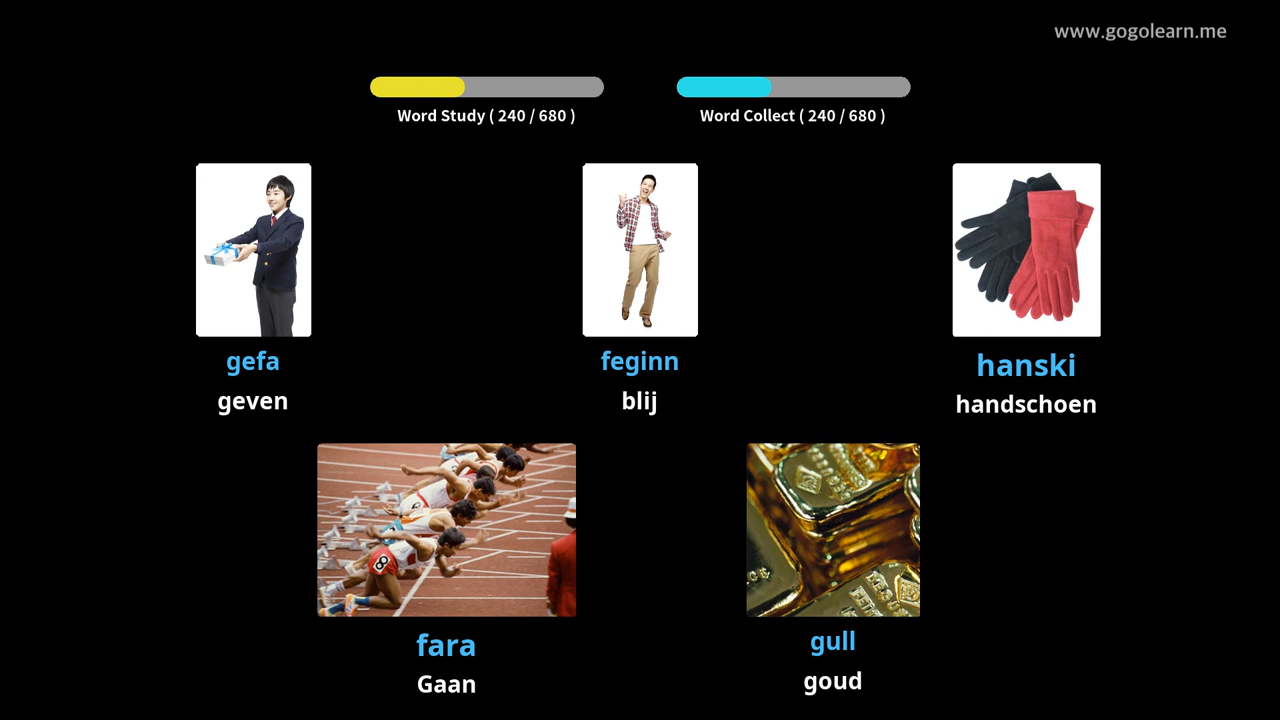 www.gogolearn.me
Word Study ( 240 / 680 )
Word Collect ( 240 / 680 )
gefa
geven
feginn
blij
hanski
handschoen
8
fara
Gaan
gull
goud